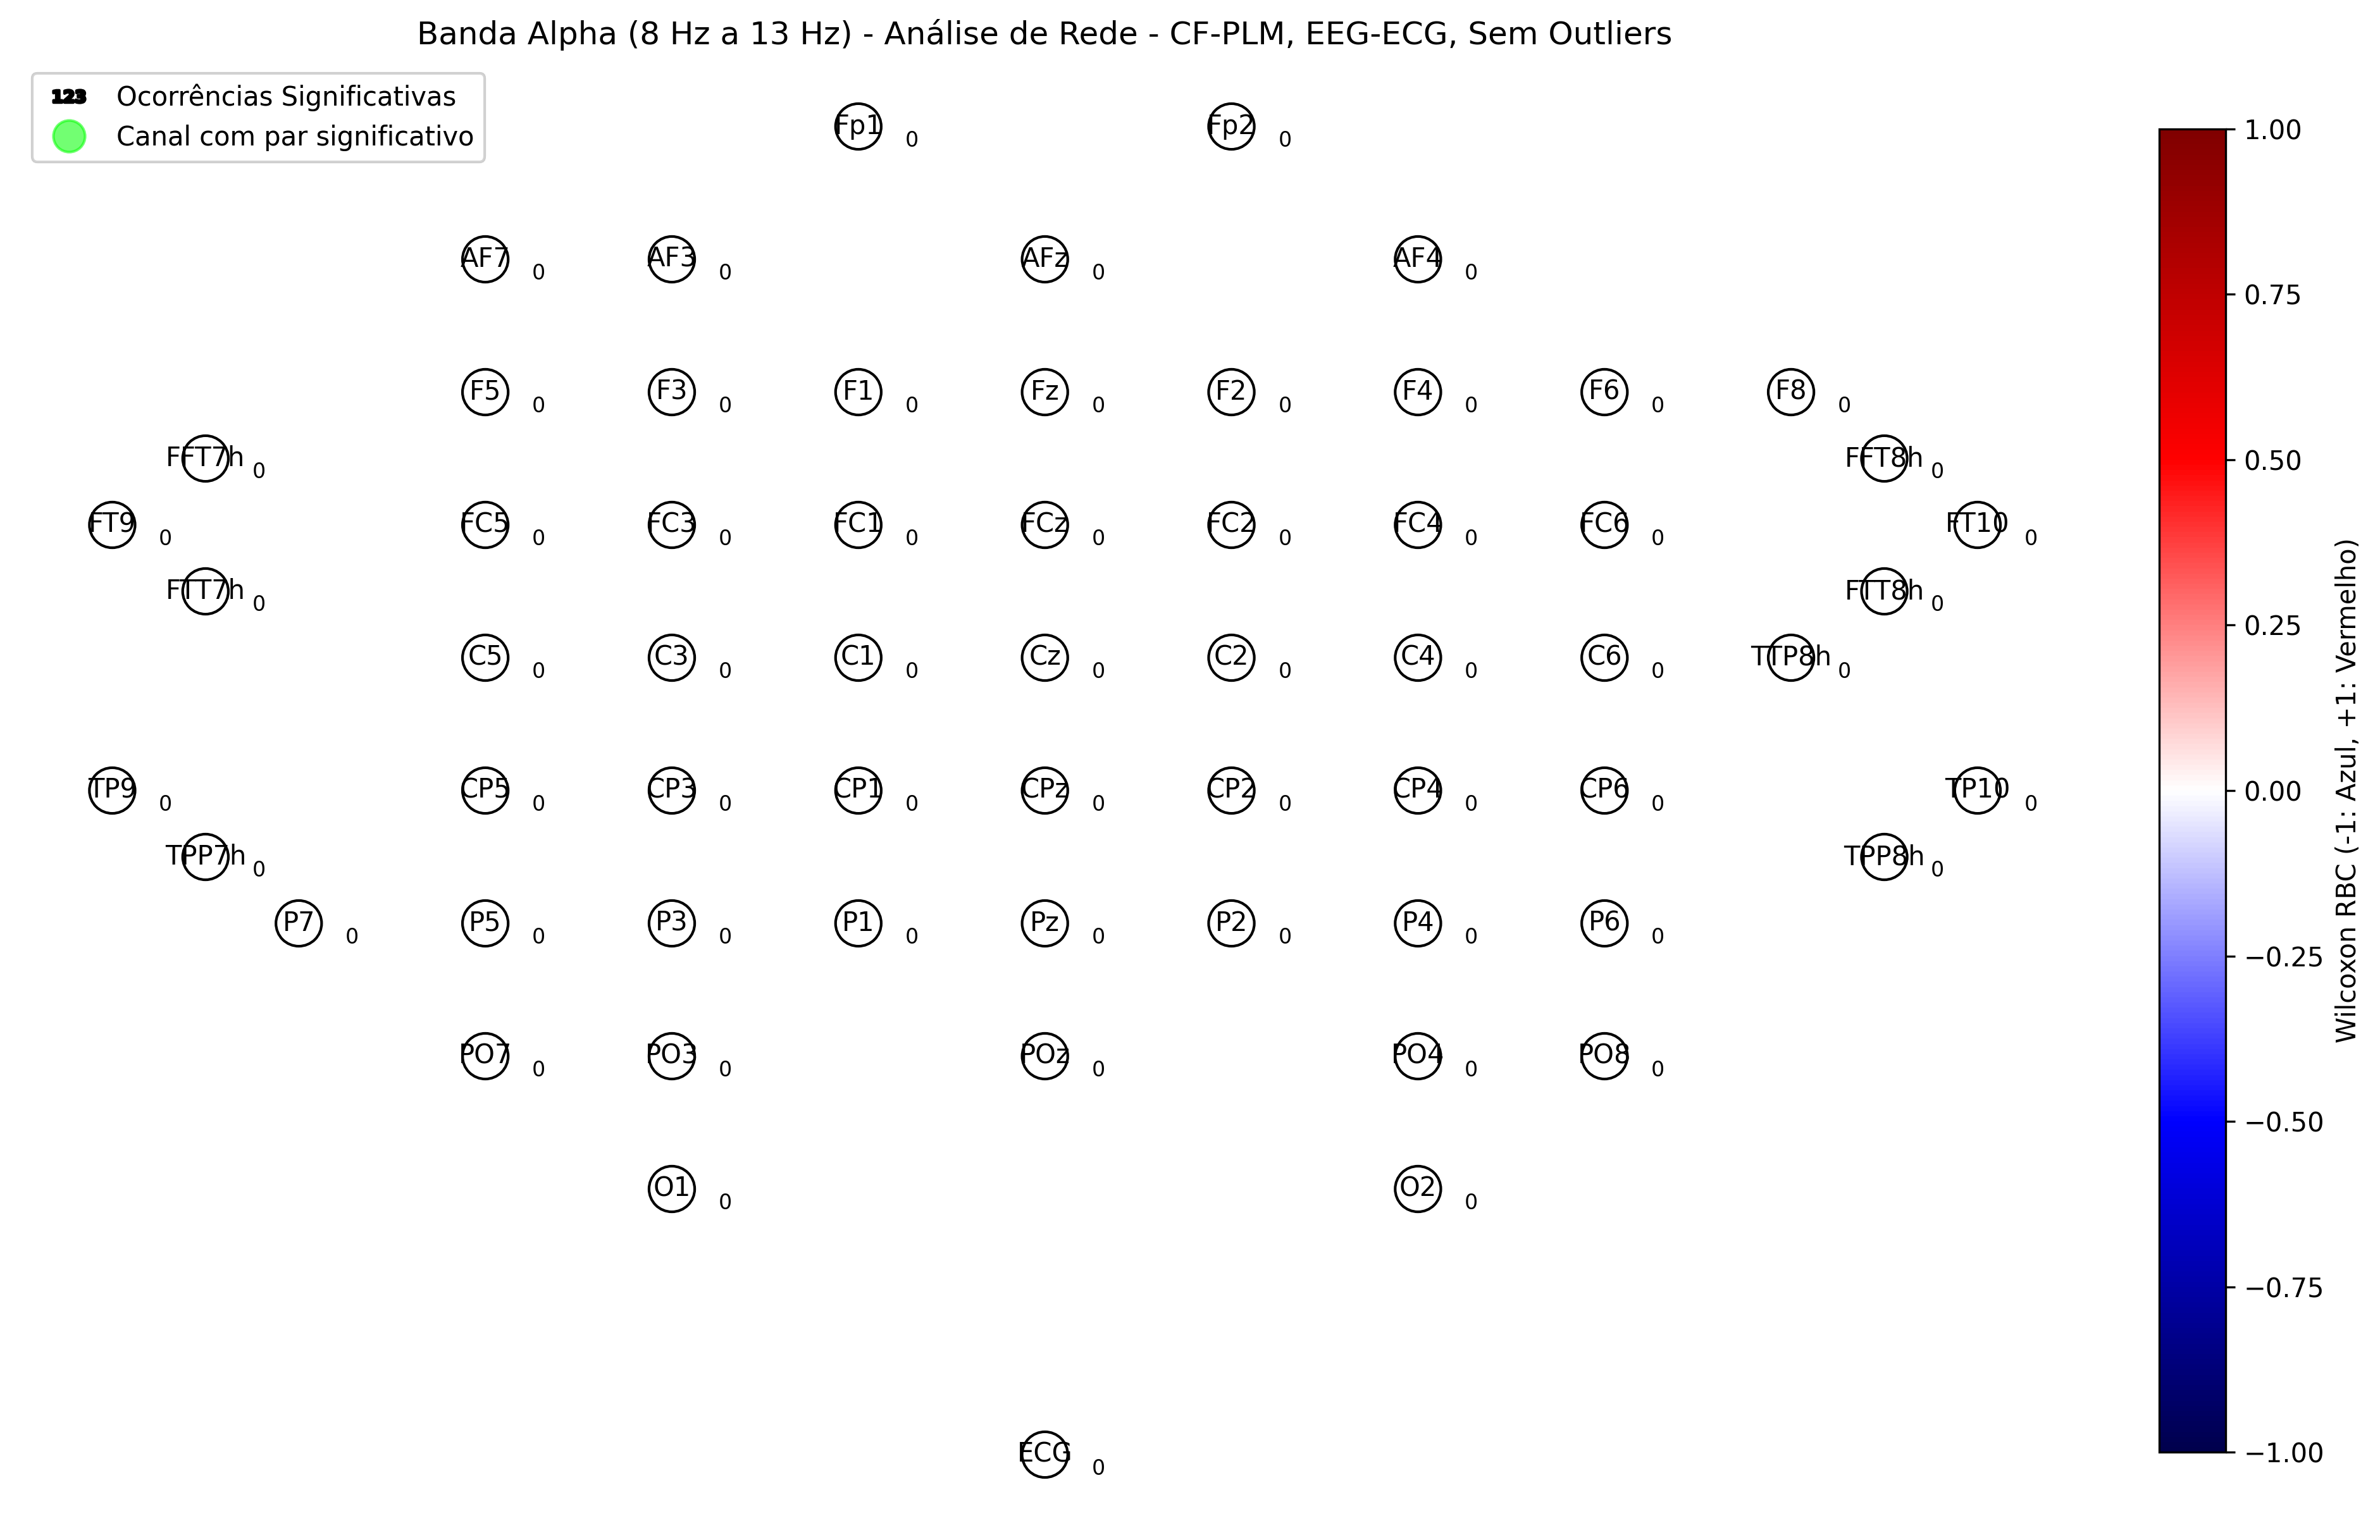 Banda Alpha (8 Hz a 13 Hz) - Análise de Rede - CF-PLM, EEG-ECG, Sem Outliers
123 Ocorrências Significativas
Canal com par significativo
Fp1 0 Fp2 0
AF7 0 AF3 0 AFz 0 AF4 0
F5 0 F3 0 F1 0 Fz 0 F2 0 F4 0 F6 0 F8 0
FFT7h 0 FFT8h 0
FT9 0 FC5 0 FC3 0 FC1 0 FCz 0 FC2 0 FC4 0 FC6 0 FT10 0
FTT7h 0 FTT8h 0
C5 0 C3 0 C1 0 Cz 0 C2 0 C4 0 C6 0 TTP8h 0
TP9 0 CP5 0 CP3 0 CP1 0 CPz 0 CP2 0 CP4 0 CP6 0 TP10 0
TPP7h 0 TPP8h 0
P7 0 P5 0 P3 0 P1 0 Pz 0 P2 0 P4 0 P6 0
PO7 0 PO3 0 POz 0 PO4 0 PO8 0
O1 0 O2 0
ECG 0
1.00
0.75
0.50
0.25
0.00
−0.25
−0.50
−0.75
−1.00
Wilcoxon RBC (-1: Azul, +1: Vermelho)